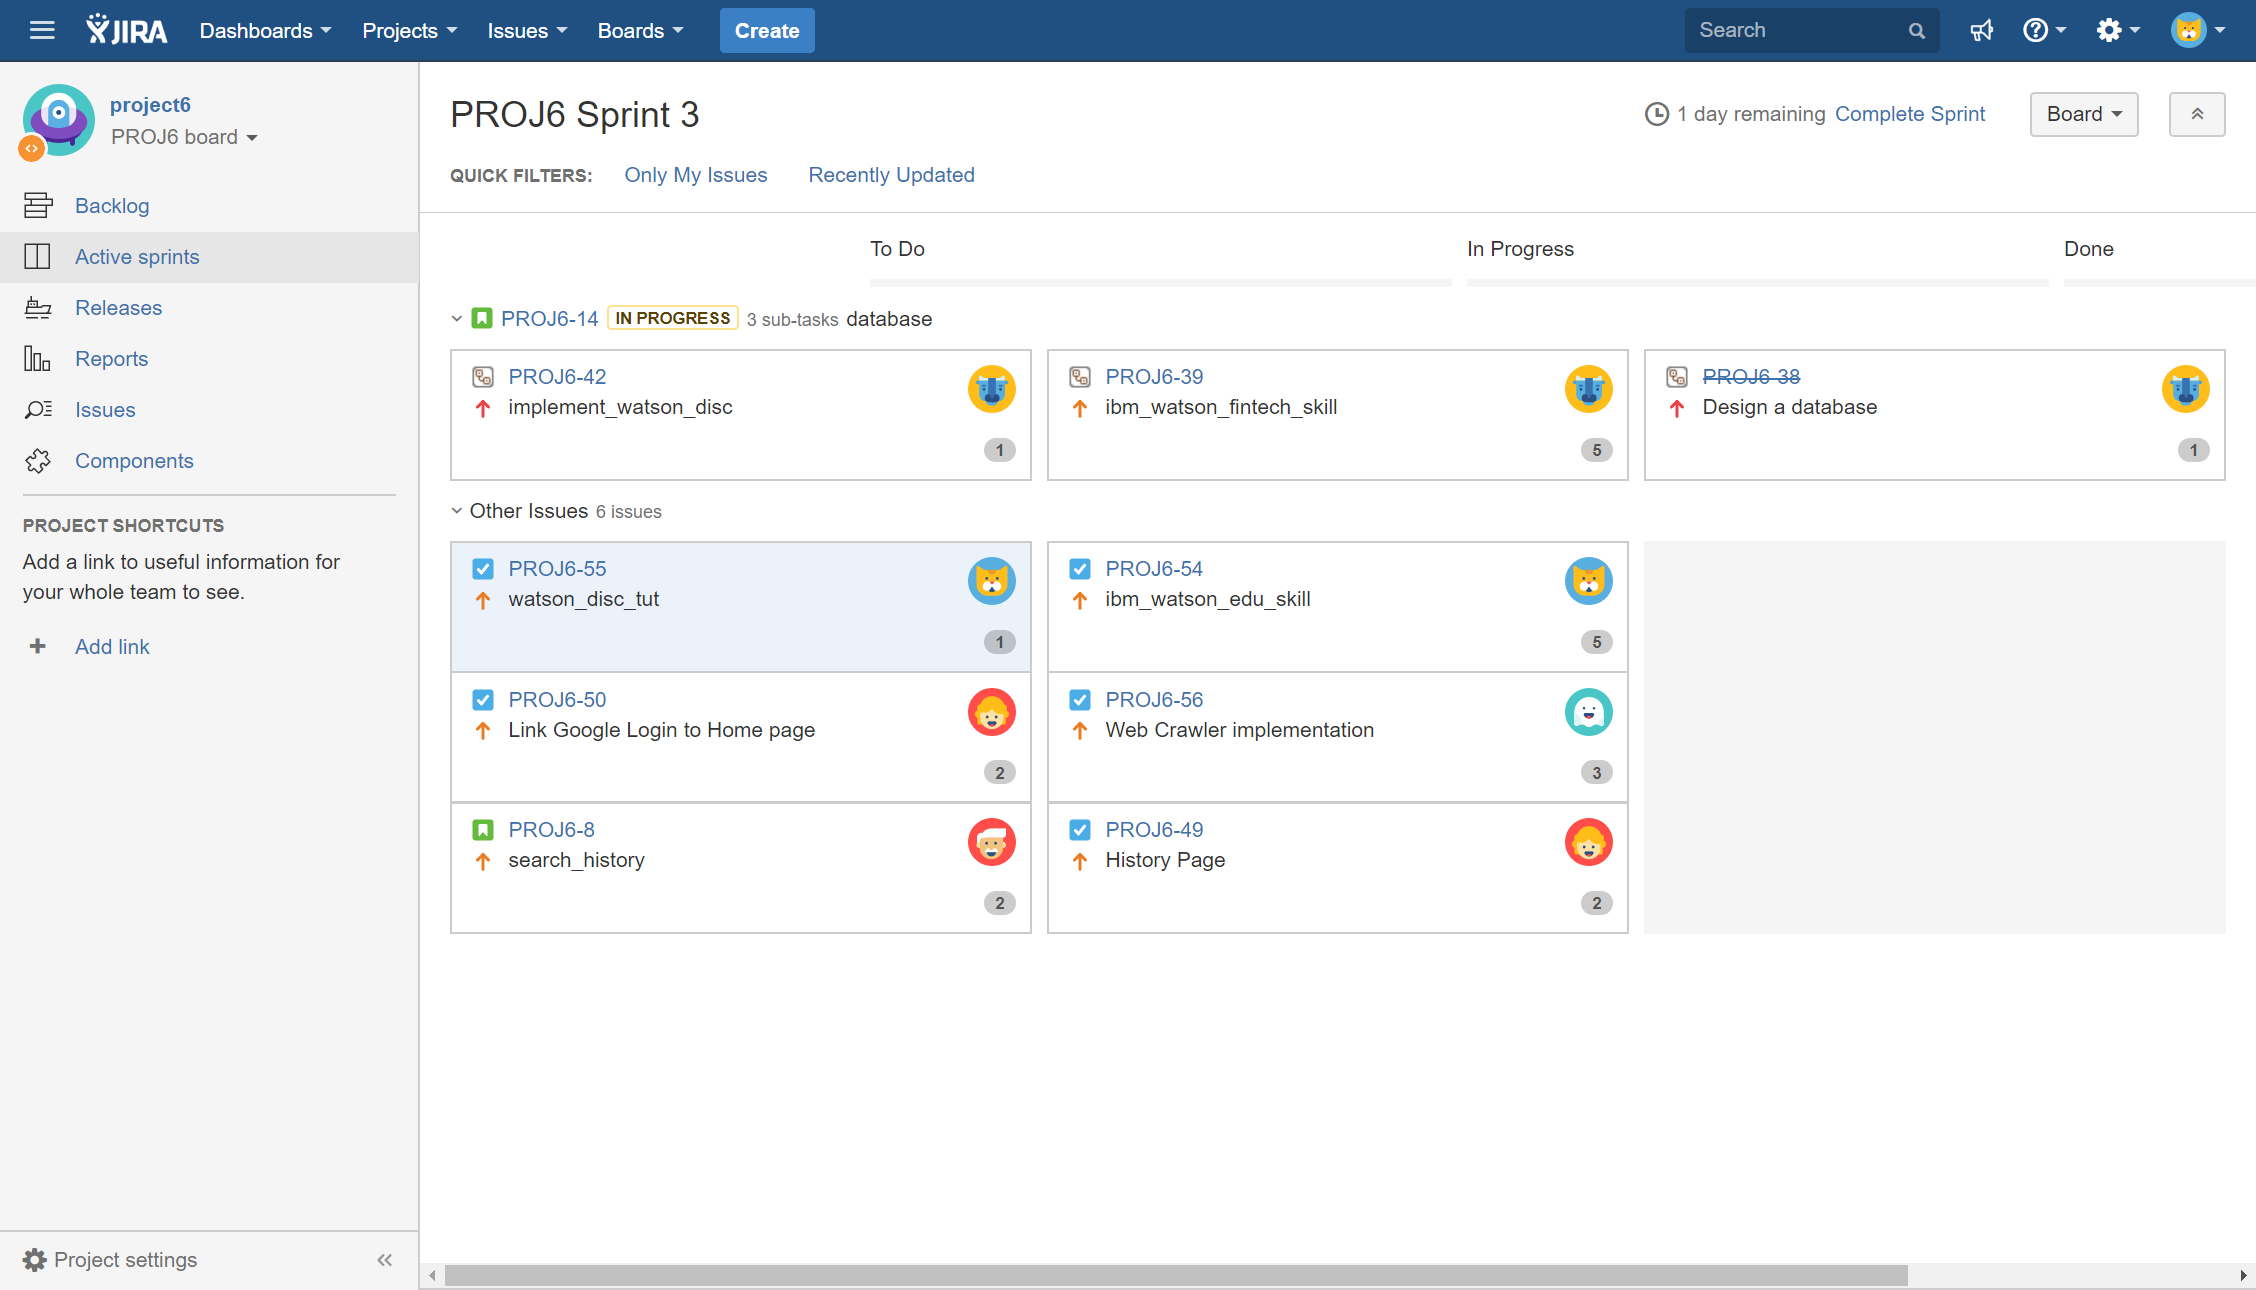 JIRA Dashboards Projects Issues Boards Create Search
project6
PROJ6 board
Backlog
Active sprints
Releases
Reports
Issues
Components
PROJECT SHORTCUTS
Add a link to useful information for
your whole team to see.
Add link
Project settings
PROJ6 Sprint 3
1 day remaining Complete Sprint Board
QUICK FILTERS: Only My Issues Recently Updated
To Do In Progress Done
PROJ6-14 IN PROGRESS 3 sub-tasks database
PROJ6-42
implement_watson_disc
1
PROJ6-39
ibm_watson_fintech_skill
5
PROJ6-38
Design a database
1
Other Issues 6 issues
PROJ6-55
watson_disc_tut
1
PROJ6-54
ibm_watson_edu_skill
5
PROJ6-50
Link Google Login to Home page
2
PROJ6-56
Web Crawler implementation
3
PROJ6-8
search_history
2
PROJ6-49
History Page
2